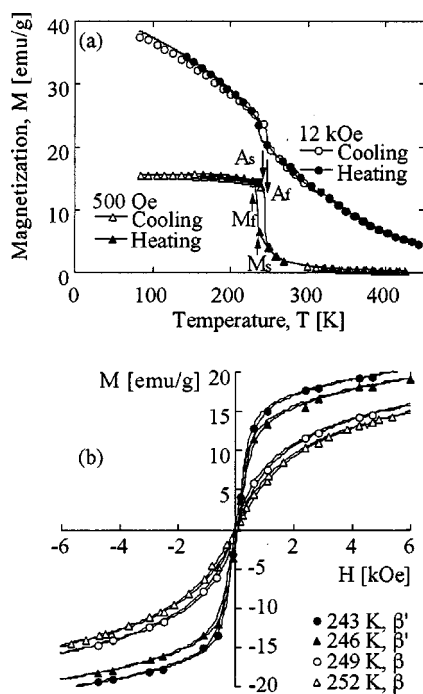 (a)
Magnetization, M [emu/g]
40
30
20
10
0
12 kOe
Cooling
Heating
As
Af
500 Oe
Cooling
Heating
Mf
Ms
100 200 300 400
Temperature, T [K]
(b)
M [emu/g]
20
15
10
5
-6 -4 -2 0 2 4 6
H [kOe]
-5
-10
-15
-20
243 K, β'
246 K, β'
249 K, β
252 K, β